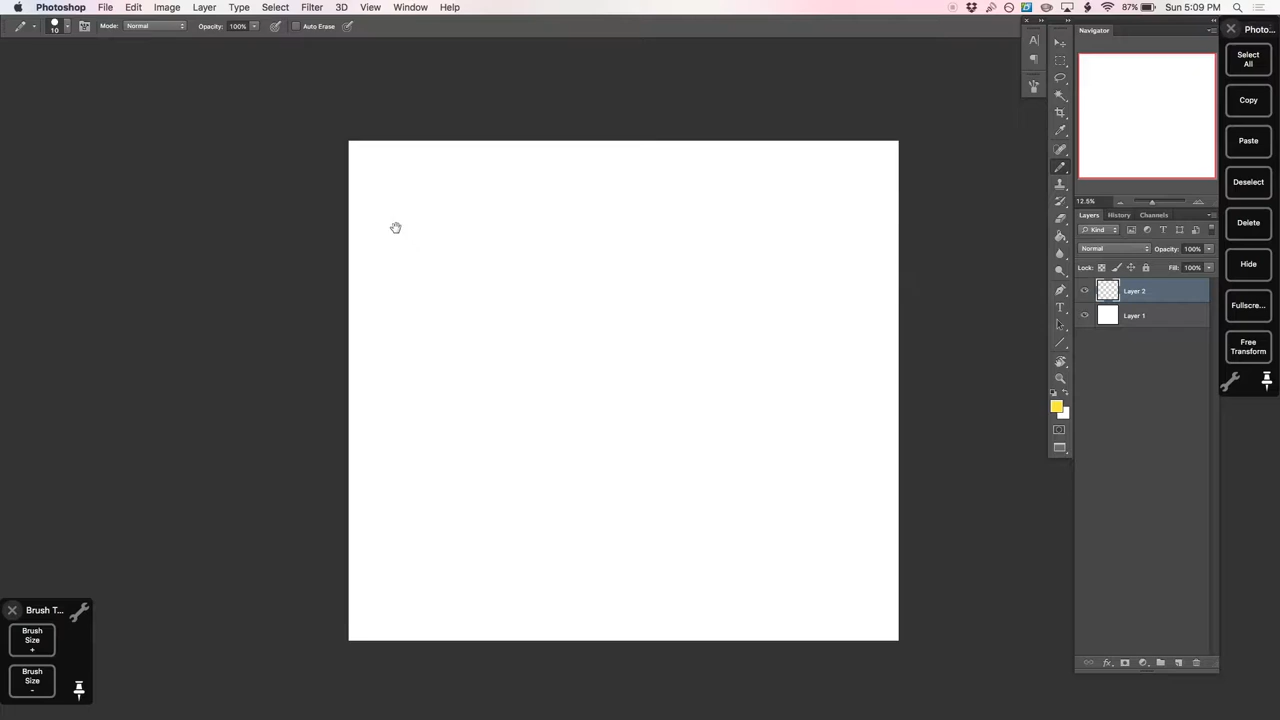 Photoshop File Edit Image Layer Type Select Filter 3D View Window Help 87% Sun 5:09 PM
10 Mode: Normal Opacity: 100% Auto Erase
Navigator
12.5%
Layers History Channels
Kind
Normal Opacity: 100%
Lock: Fill: 100%
Layer 2
Layer 1
Photo...
Select
All
Copy
Paste
Deselect
Delete
Hide
Fullscre...
Free
Transform
Brush T...
Brush
Size
+
Brush
Size
-